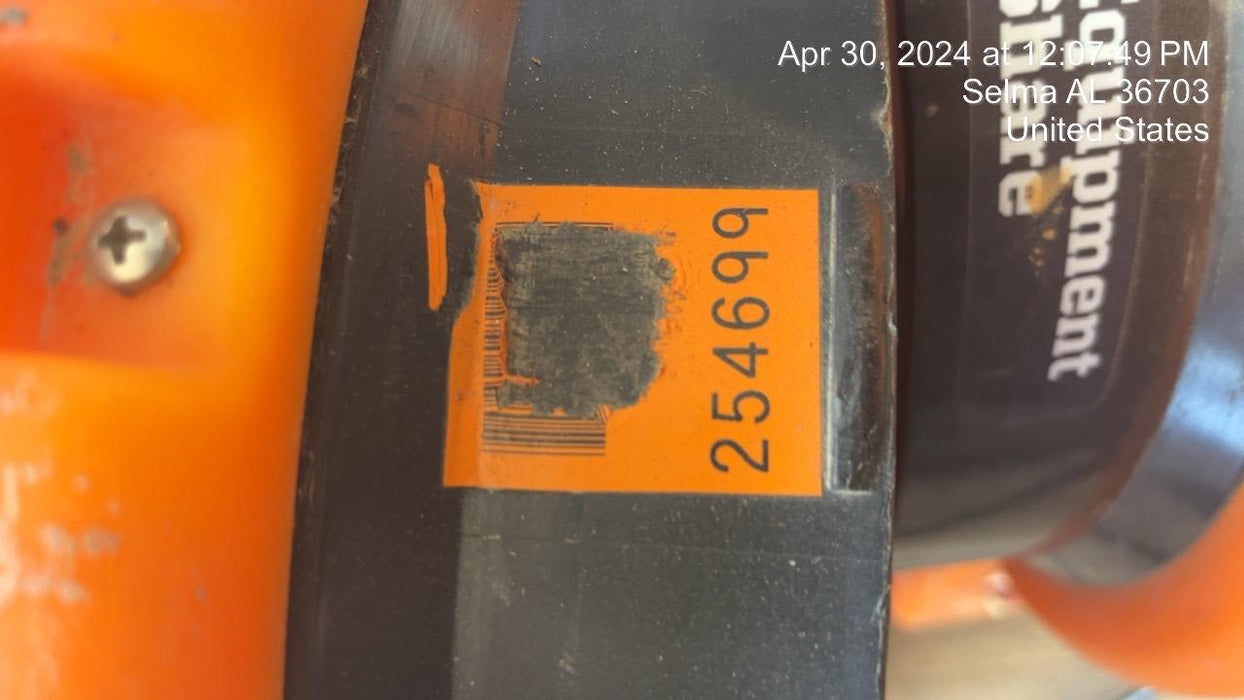 Apr 30, 2024 at 12:07:49 PM
Selma AL 36703
United States
Equipment
Share
254699